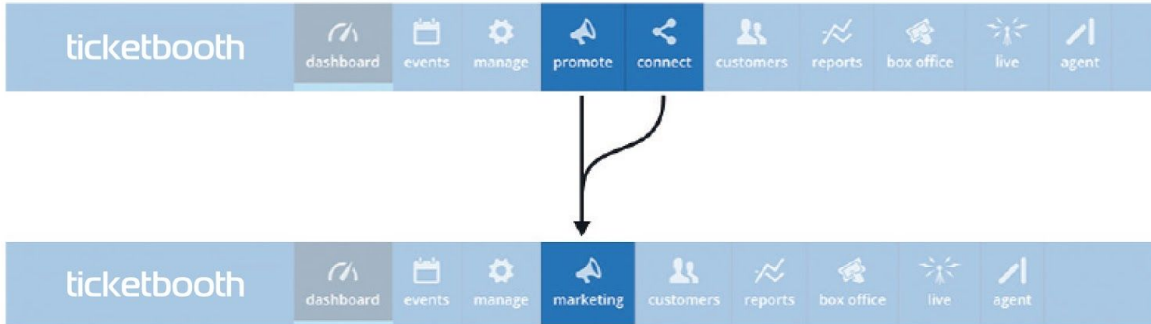 ticketbooth dashboard events manage promote connect customers reports box office live agent
ticketbooth dashboard events manage marketing customers reports box office live agent